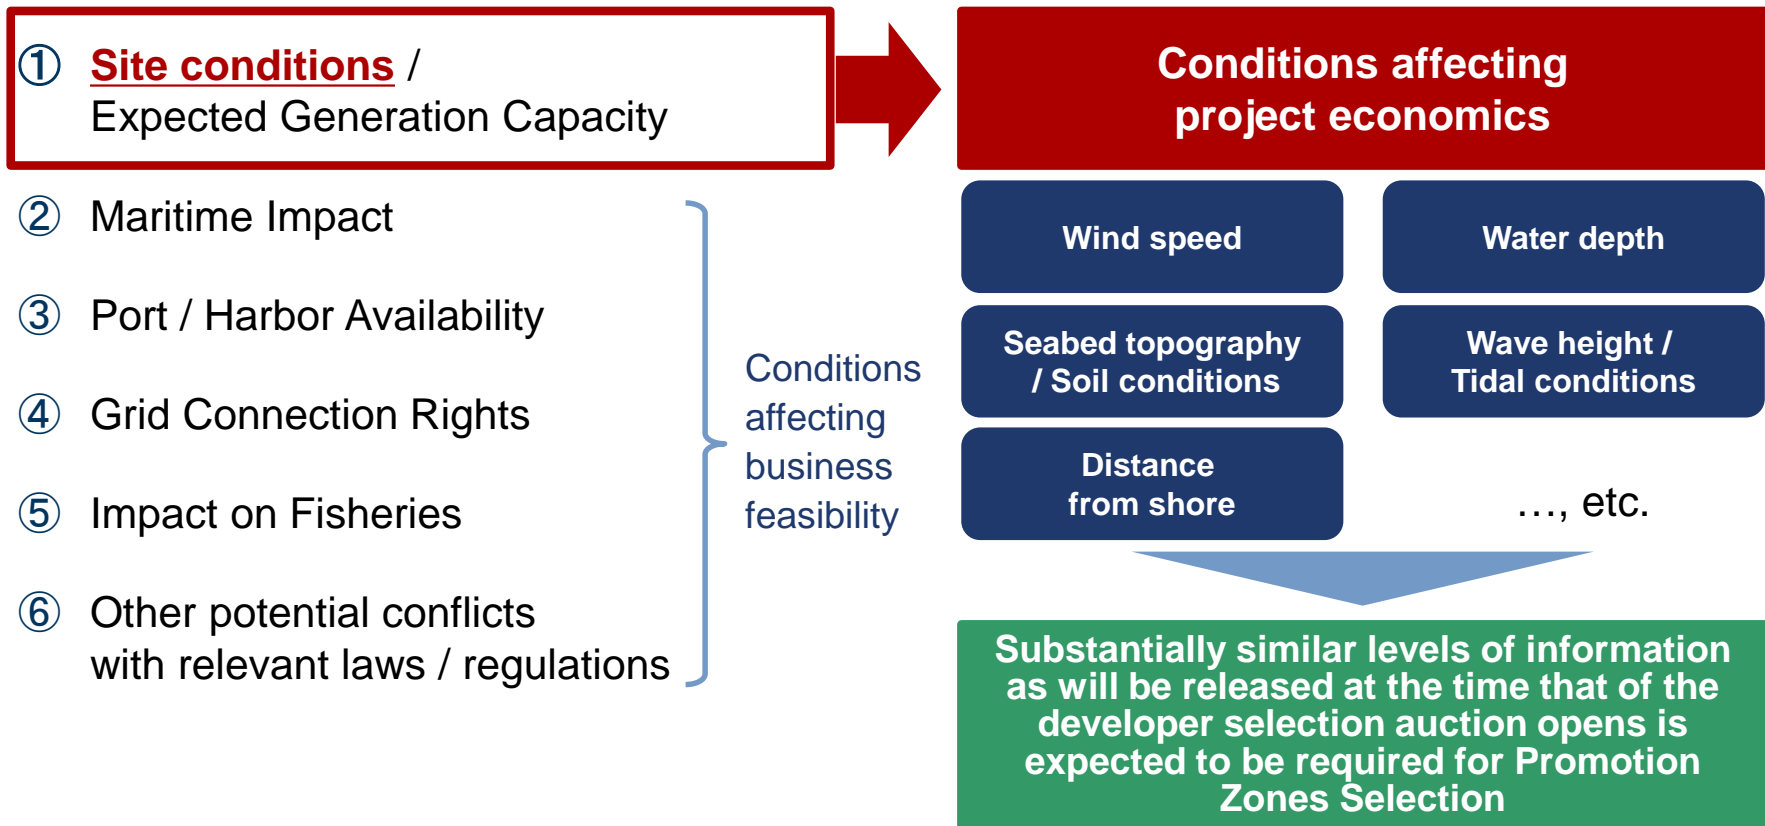 ① Site conditions /
Expected Generation Capacity
② Maritime Impact
③ Port / Harbor Availability
④ Grid Connection Rights
⑤ Impact on Fisheries
⑥ Other potential conflicts
with relevant laws / regulations
Conditions
affecting
business
feasibility
Conditions affecting
project economics
Wind speed
Water depth
Seabed topography
/ Soil conditions
Wave height /
Tidal conditions
Distance
from shore
…, etc.
Substantially similar levels of information
as will be released at the time that of the
developer selection auction opens is
expected to be required for Promotion
Zones Selection